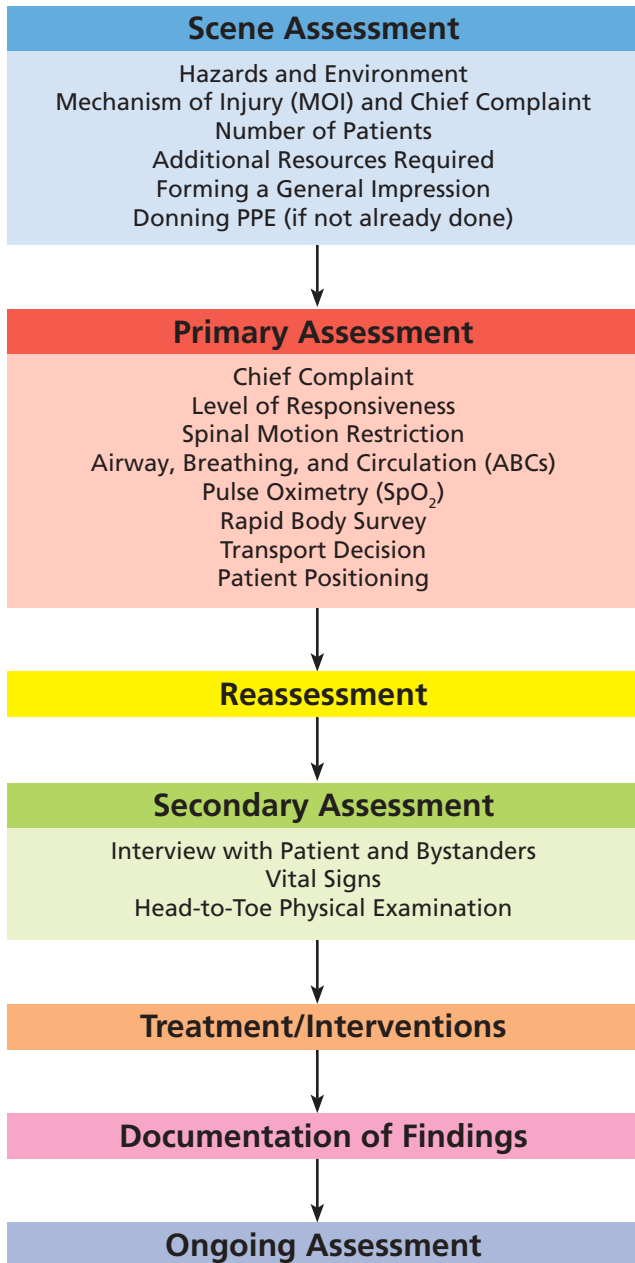 Scene Assessment
Hazards and Environment
Mechanism of Injury (MOI) and Chief Complaint
Number of Patients
Additional Resources Required
Forming a General Impression
Donning PPE (if not already done)
Primary Assessment
Chief Complaint
Level of Responsiveness
Spinal Motion Restriction
Airway, Breathing, and Circulation (ABCs)
Pulse Oximetry (SpO₂)
Rapid Body Survey
Transport Decision
Patient Positioning
Reassessment
Secondary Assessment
Interview with Patient and Bystanders
Vital Signs
Head-to-Toe Physical Examination
Treatment/Interventions
Documentation of Findings
Ongoing Assessment